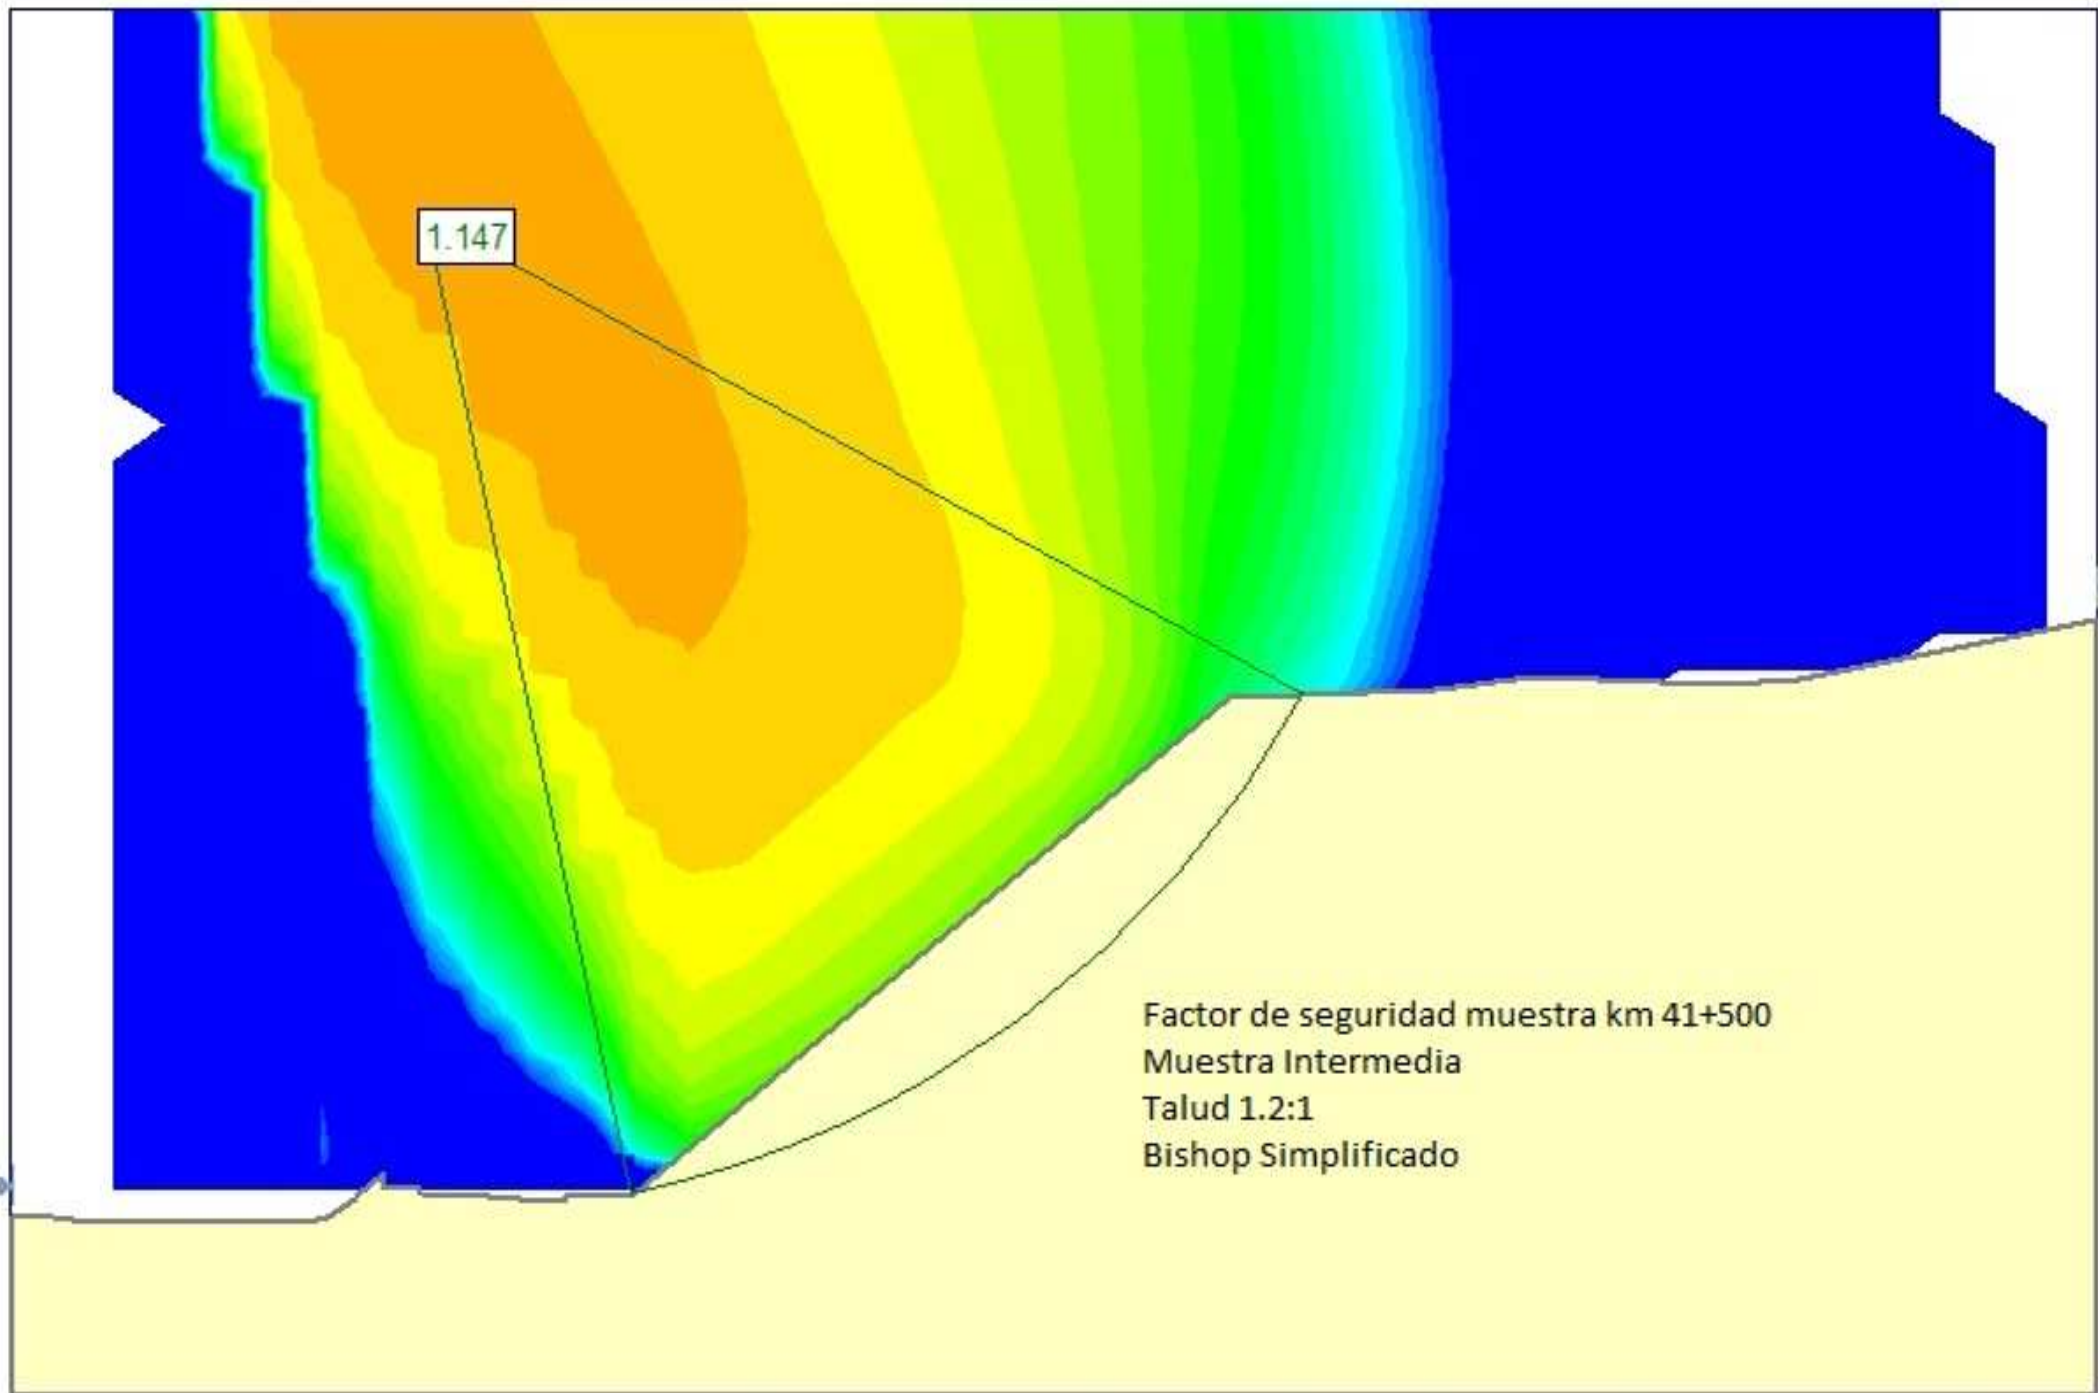 1.147
Factor de seguridad muestra km 41+500
Muestra Intermedia
Talud 1.2:1
Bishop Simplificado